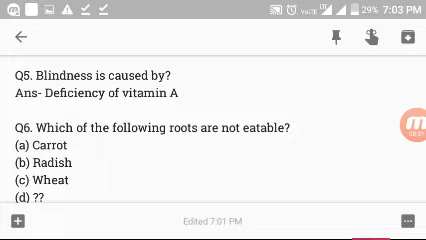 VoLTE 29% 7:03 PM
Q5. Blindness is caused by?
Ans- Deficiency of vitamin A
Q6. Which of the following roots are not eatable?
(a) Carrot
(b) Radish
(c) Wheat
(d) ??
Edited 7:01 PM